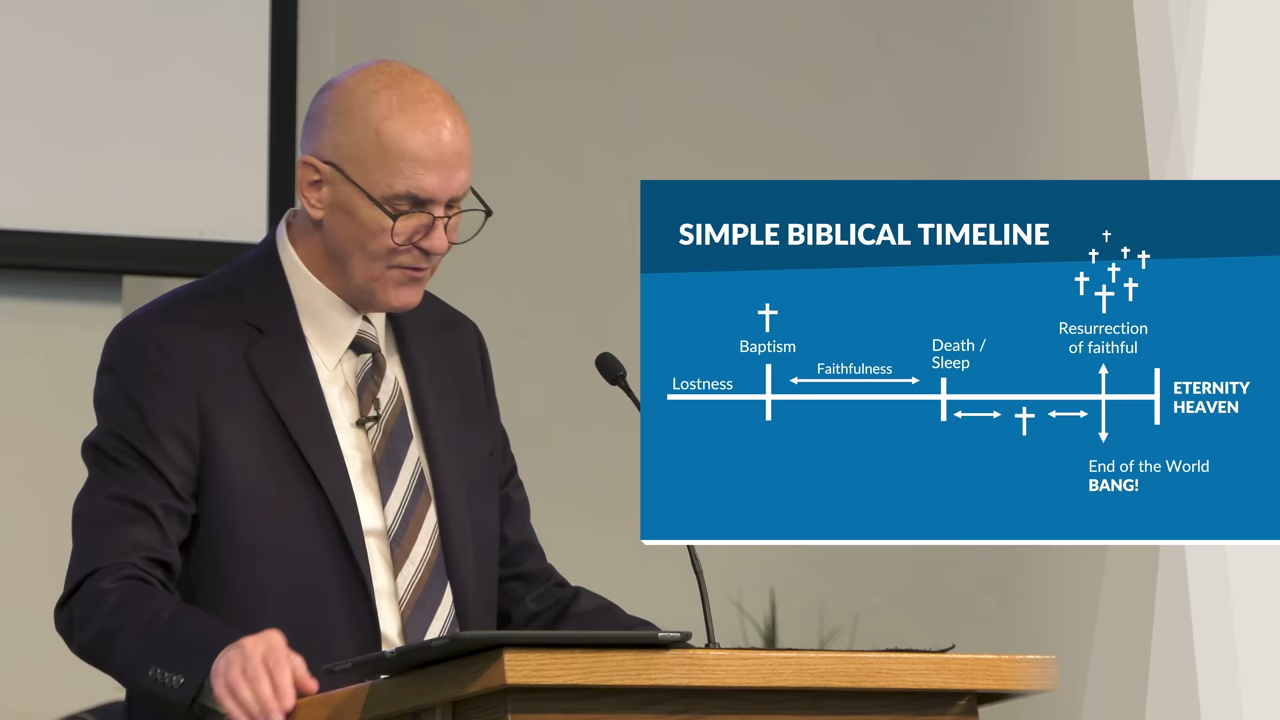 SIMPLE BIBLICAL TIMELINE
Baptism
Death /
Sleep
Resurrection
of faithful
Lostness
Faithfulness
ETERNITY
HEAVEN
End of the World
BANG!